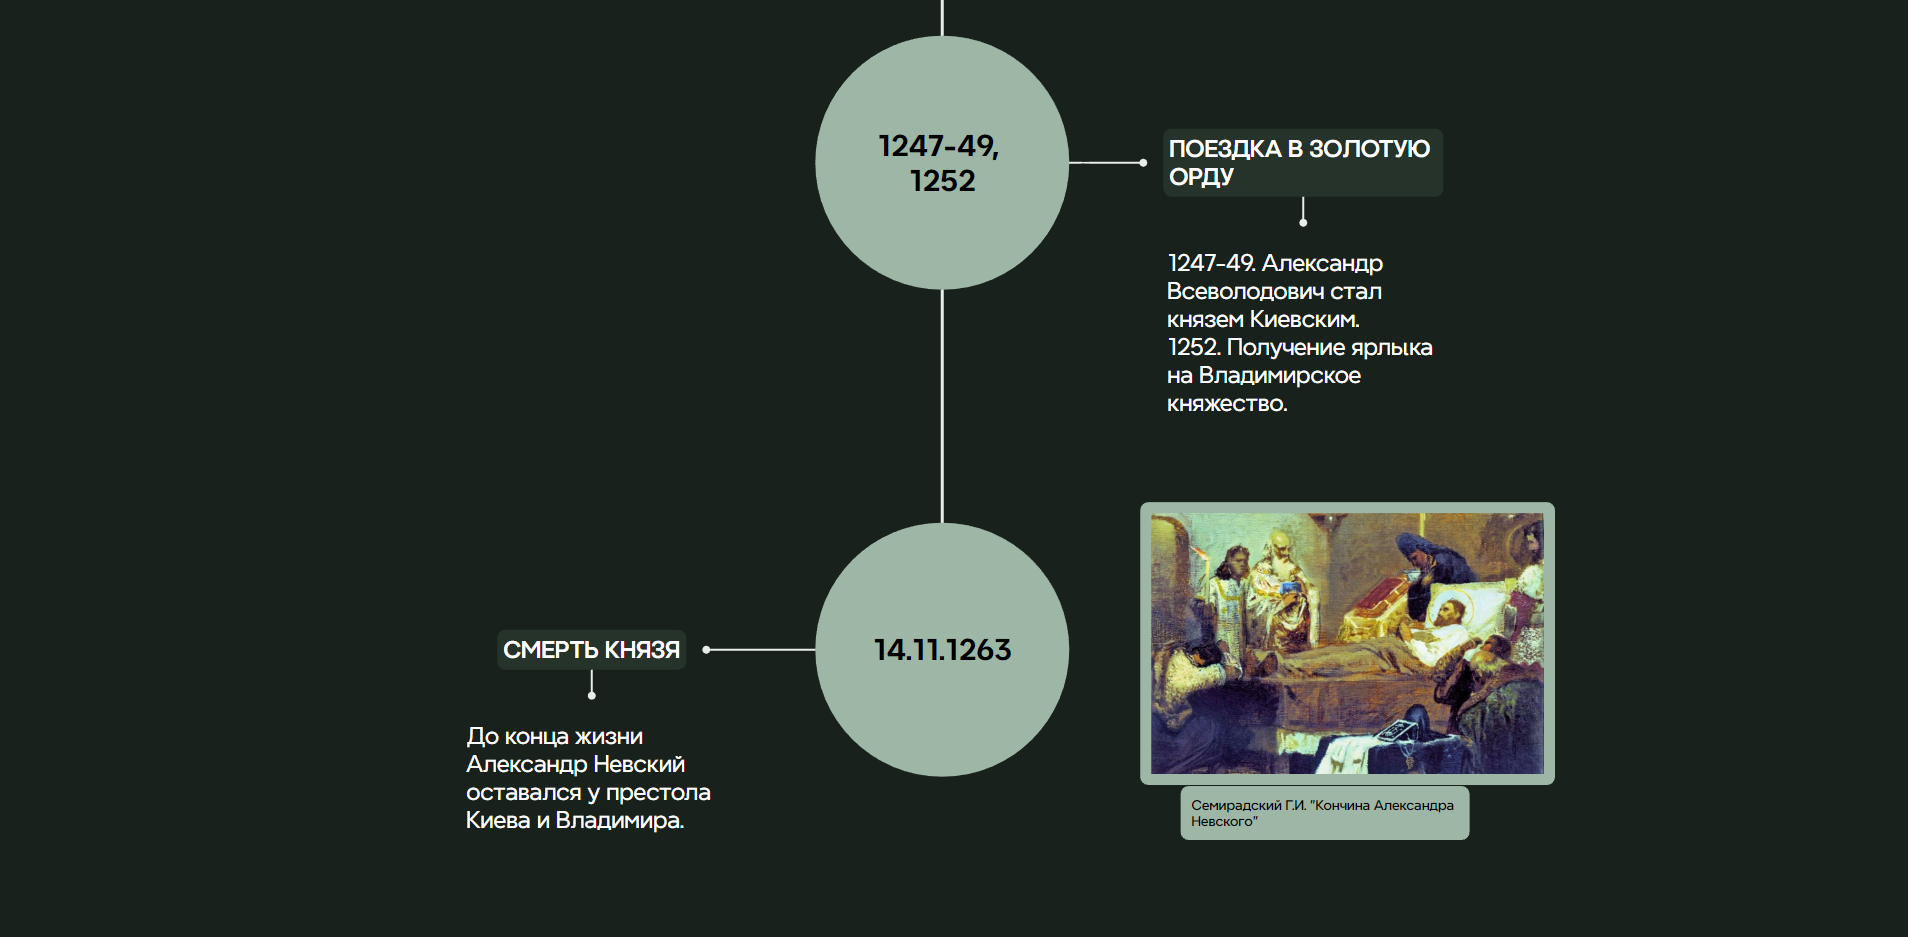 1247-49,
1252
ПОЕЗДКА В ЗОЛОТУЮ
ОРДУ
1247-49. Александр
Всеволодович стал
князем Киевским.
1252. Получение ярлыка
на Владимирское
княжество.
14.11.1263
СМЕРТЬ КНЯЗЯ
До конца жизни
Александр Невский
оставался у престола
Киева и Владимира.
Семирадский Г.И. "Кончина Александра
Невского"